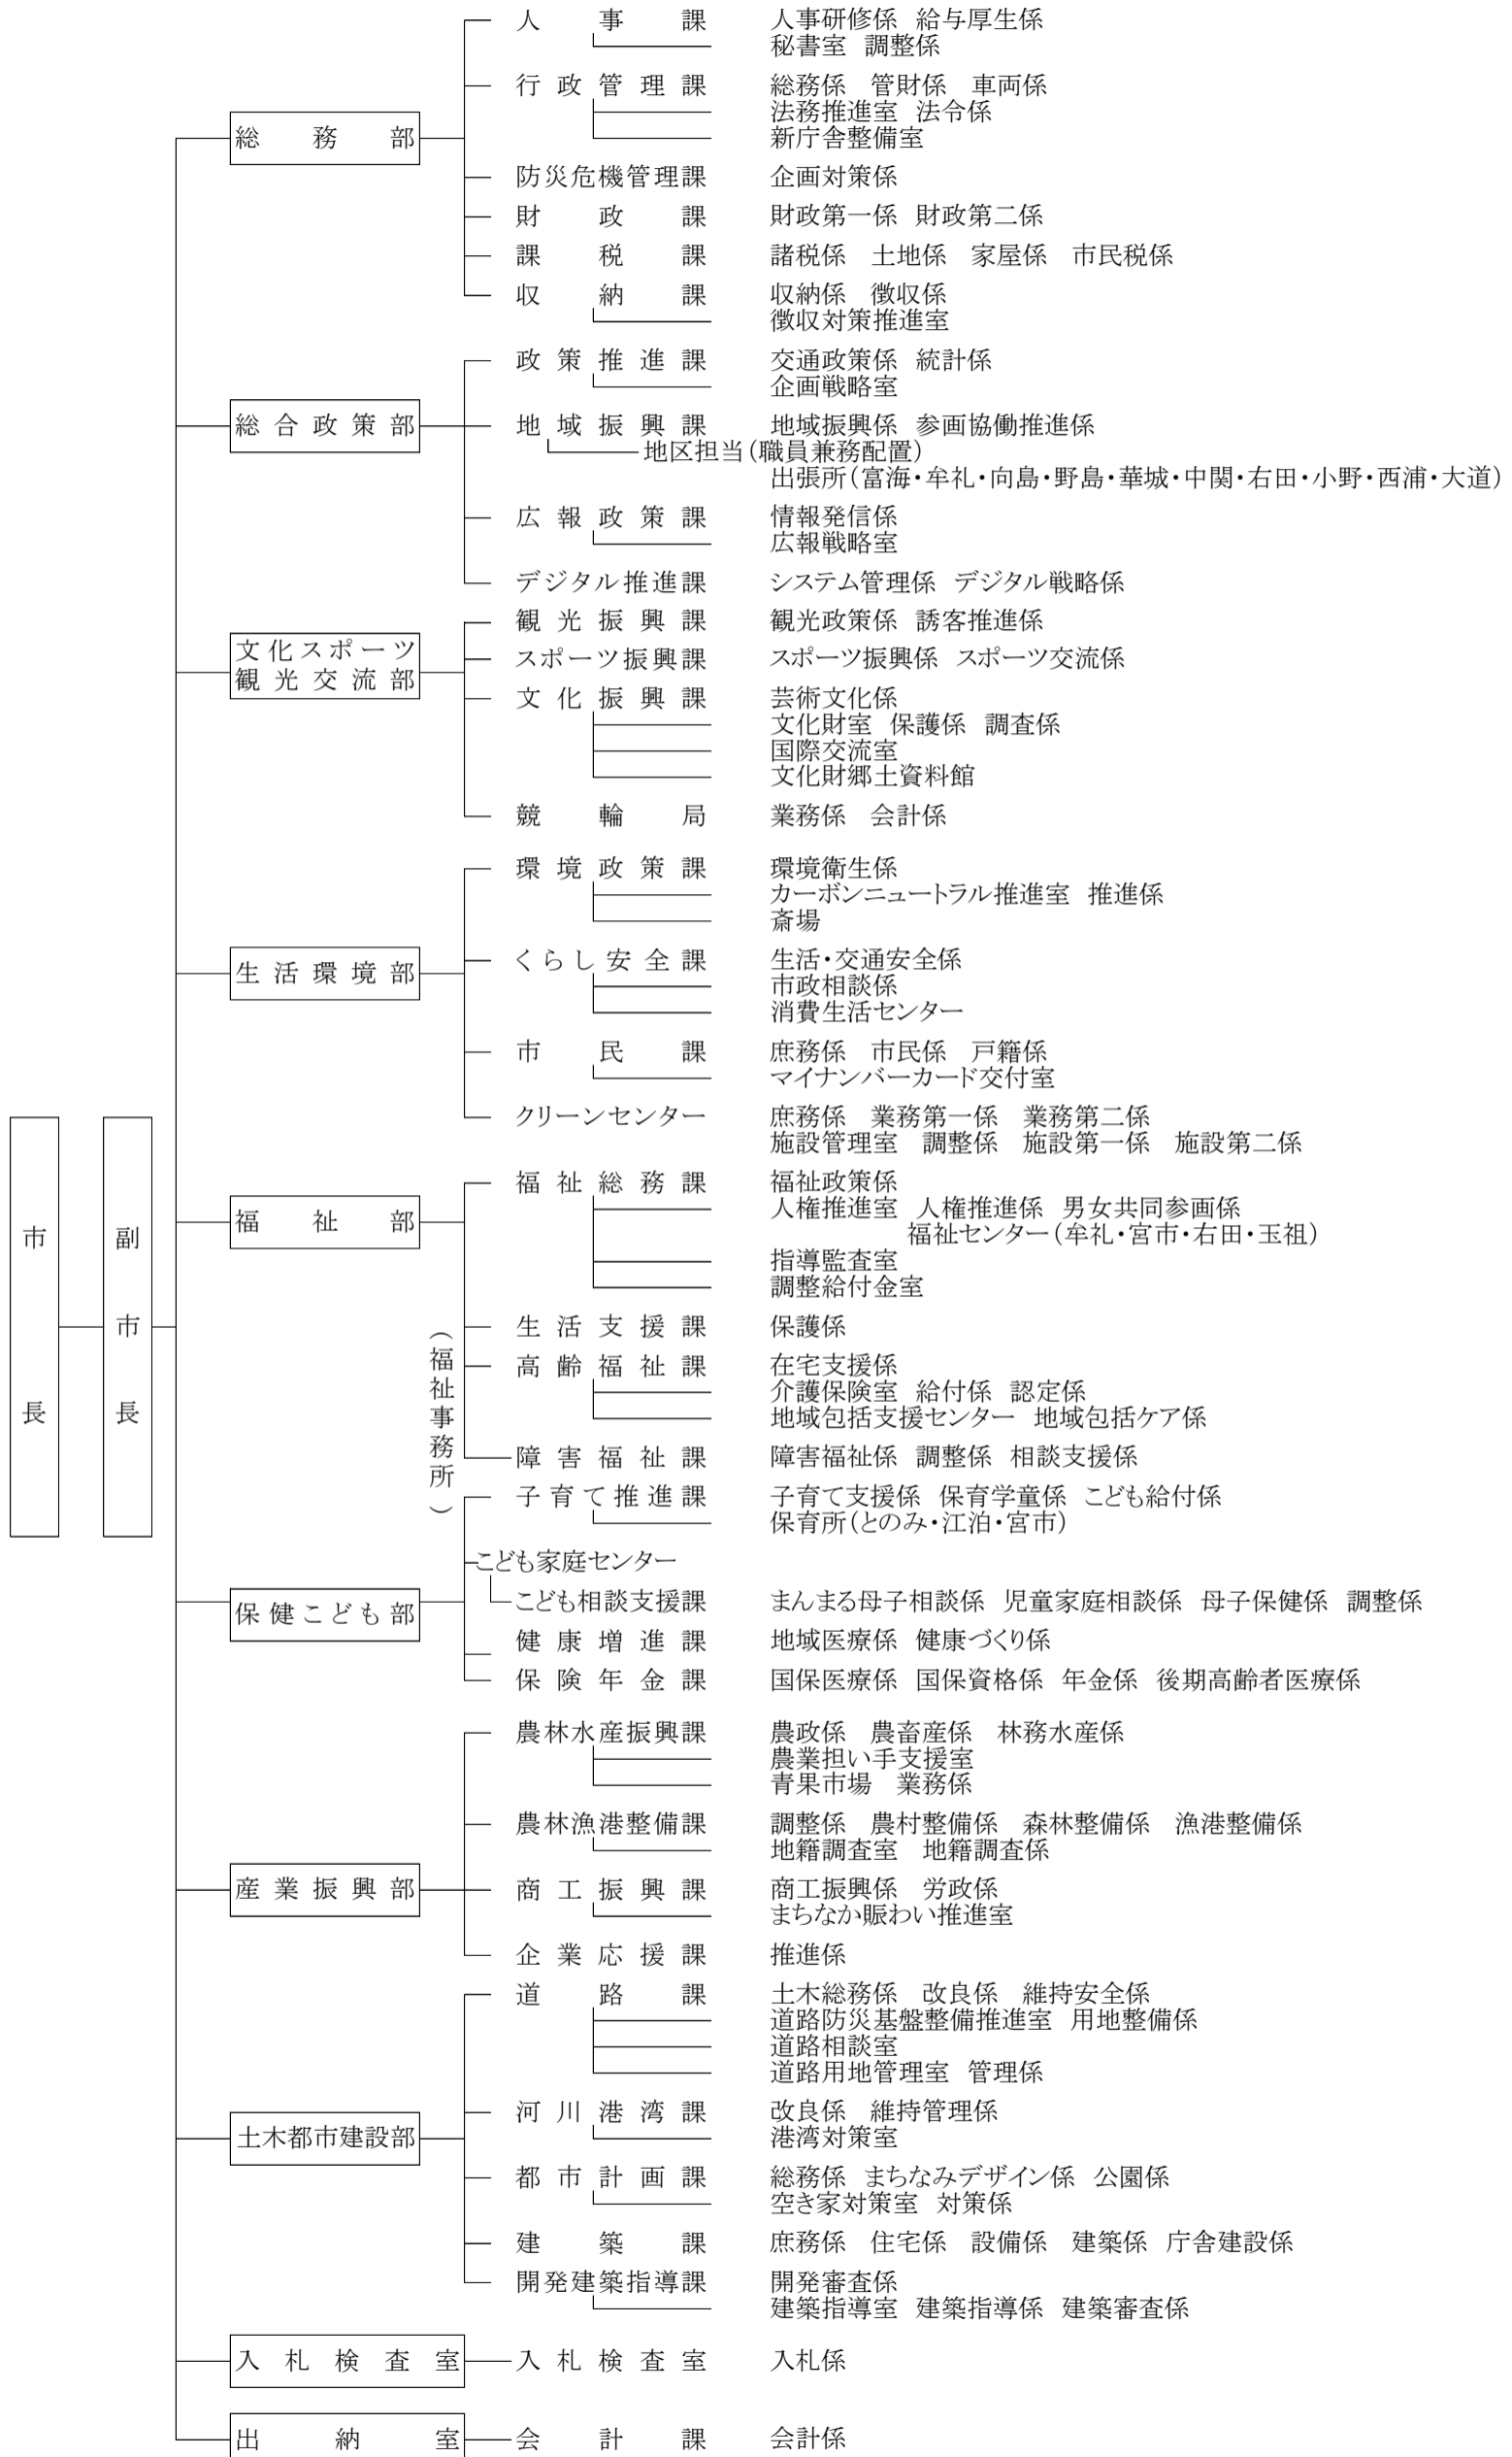 市長
副市長
総務部
人事課 人事研修係 給与厚生係
秘書室 調整係
行政管理課 総務係 管財係 車両係
法務推進室 法令係
新庁舎整備室
防災危機管理課 企画対策係
財政課 財政第一係 財政第二係
課税課 諸税係 土地係 家屋係 市民税係
収納課 収納係 徴収係
徴収対策推進室
総合政策部
政策推進課 交通政策係 統計係
企画戦略室
地域振興課 地域振興係 参画協働推進係
地区担当(職員兼務配置)
出張所(富海・牟礼・向島・野島・華城・中関・右田・小野・西浦・大道)
広報政策課 情報発信係
広報戦略室
デジタル推進課 システム管理係 デジタル戦略係
文化スポーツ
観光交流部
観光振興課 観光政策係 誘客推進係
スポーツ振興課 スポーツ振興係 スポーツ交流係
文化振興課 芸術文化係
文化財室 保護係 調査係
国際交流室
文化財郷土資料館
競輪局 業務係 会計係
生活環境部
環境政策課 環境衛生係
カーボンニュートラル推進室 推進係
斎場
くらし安全課 生活・交通安全係
市政相談係
消費生活センター
市民課 庶務係 市民係 戸籍係
マイナンバーカード交付室
クリーンセンター 庶務係 業務第一係 業務第二係
施設管理室 調整係 施設第一係 施設第二係
福祉部
(福祉事務所)
福祉総務課 福祉政策係
人権推進室 人権推進係 男女共同参画係
福祉センター(牟礼・宮市・右田・玉祖)
指導監査室
調整給付金室
生活支援課 保護係
高齢福祉課 在宅支援係
介護保険室 給付係 認定係
地域包括支援センター 地域包括ケア係
障害福祉課 障害福祉係 調整係 相談支援係
保健こども部
子育て推進課 子育て支援係 保育学童係 こども給付係
保育所(とのみ・江泊・宮市)
こども家庭センター
こども相談支援課 まんまる母子相談係 児童家庭相談係 母子保健係 調整係
健康増進課 地域医療係 健康づくり係
保険年金課 国保医療係 国保資格係 年金係 後期高齢者医療係
産業振興部
農林水産振興課 農政係 農畜産係 林務水産係
農業担い手支援室
青果市場 業務係
農林漁港整備課 調整係 農村整備係 森林整備係 漁港整備係
地籍調査室 地籍調査係
商工振興課 商工振興係 労政係
まちなか賑わい推進室
企業応援課 推進係
土木都市建設部
道路課 土木総務係 改良係 維持安全係
道路防災基盤整備推進室 用地整備係
道路相談室
道路用地管理室 管理係
河川港湾課 改良係 維持管理係
港湾対策室
都市計画課 総務係 まちなみデザイン係 公園係
空き家対策室 対策係
建築課 庶務係 住宅係 設備係 建築係 庁舎建設係
開発建築指導課 開発審査係
建築指導室 建築指導係 建築審査係
入札検査室 入札検査室 入札係
出納室 会計課 会計係